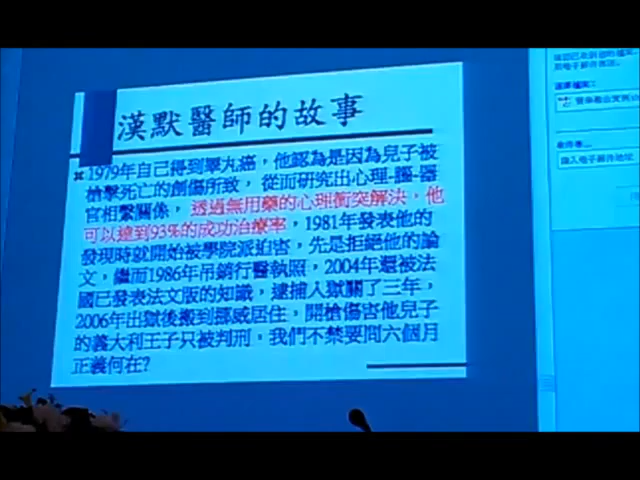 漢默醫師的故事
1979年自己得到睪丸癌，他認為是因為兒子被
槍擊死亡的創傷所致，從而研究出心理-腦-器
官相繫關係，透過無用藥的心理衝突解決，他
可以達到93%的成功治療率，1981年發表他的
發現時就開始被學院派迫害，先是拒絕他的論
文，繼而1986年吊銷行醫執照，2004年還被法
國已發表法文版的知識，逮捕入獄關了三年，
2006年出獄後搬到挪威居住，開槍傷害他兒子
的義大利王子只被判刑，我們不禁要問六個月
正義何在?